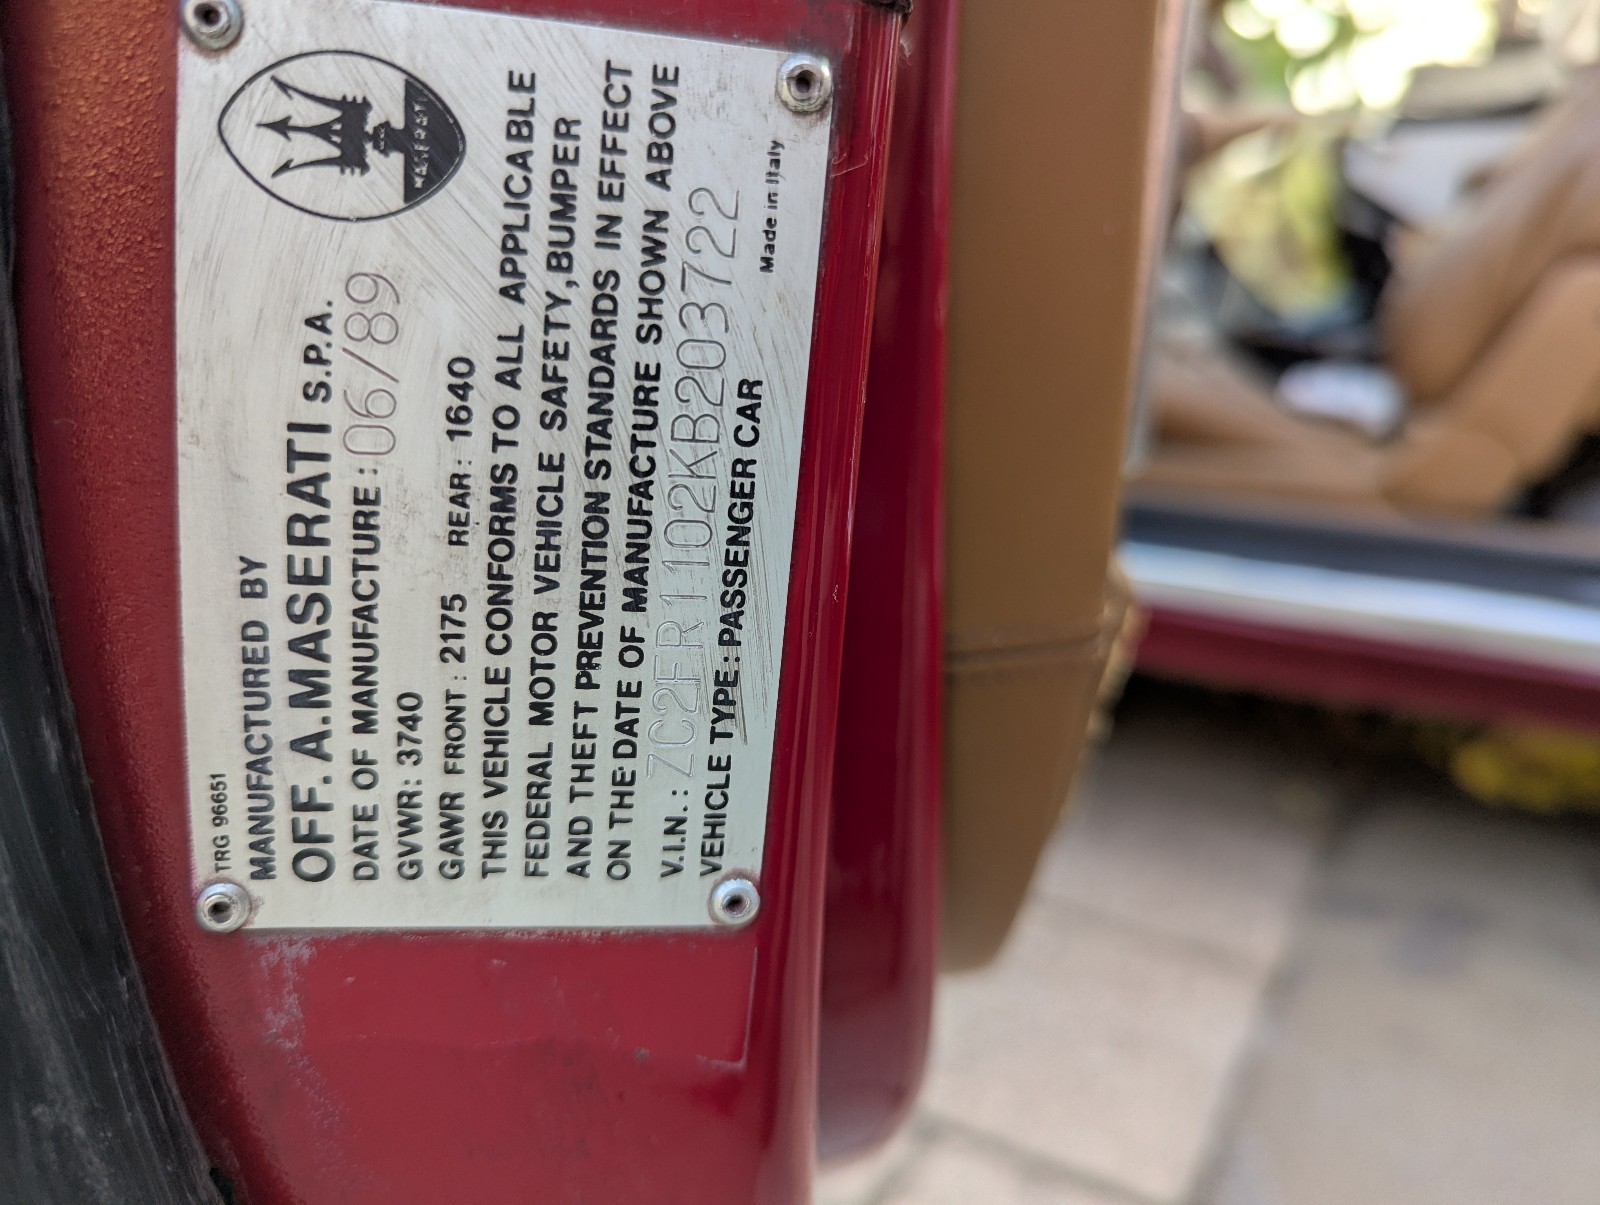 MASERATI
TRG 96651
MANUFACTURED BY
OFF. A. MASERATI S.P.A.
DATE OF MANUFACTURE : 06/89
GVWR: 3740
GAWR FRONT: 2175 REAR: 1640
THIS VEHICLE CONFORMS TO ALL APPLICABLE
FEDERAL MOTOR VEHICLE SAFETY,BUMPER
AND THEFT PREVENTION STANDARDS IN EFFECT
ON THE DATE OF MANUFACTURE SHOWN ABOVE
V.I.N.: ZC2FR1102KB203722
VEHICLE TYPE: PASSENGER CAR
Made in Italy